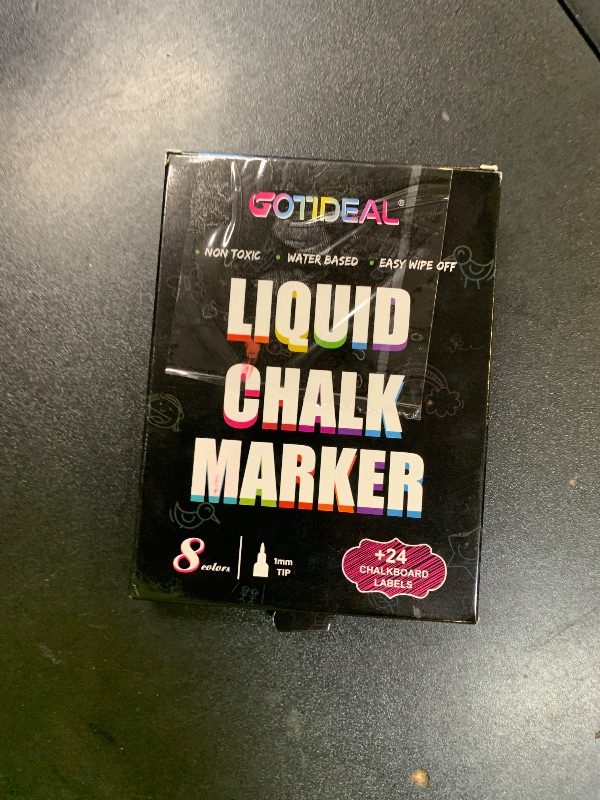 GOTIDEAL®
• NON TOXIC • WATER BASED • EASY WIPE OFF
LIQUID
CHALK
MARKER
8 colors
1mm
TIP
+24
CHALKBOARD
LABELS